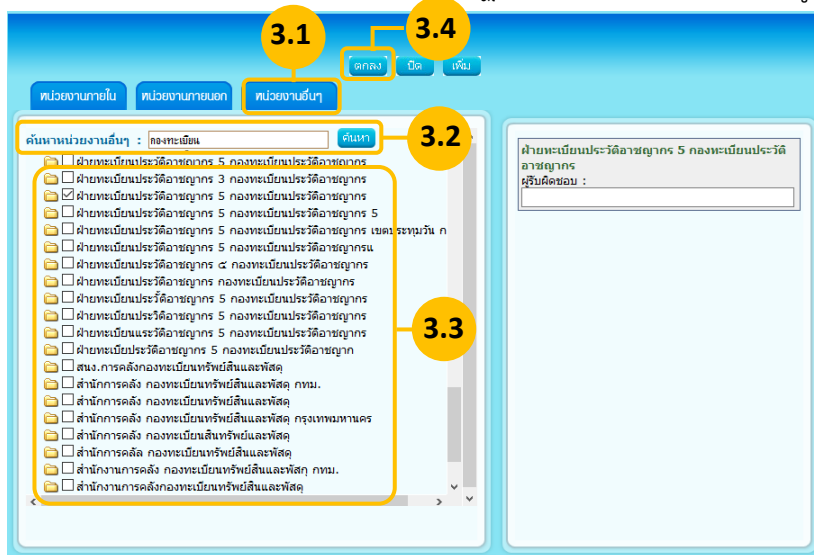 3.1
3.4
ตกลง ปิด เพิ่ม
หน่วยงานภายใน หน่วยงานภายนอก หน่วยงานอื่นๆ
ค้นหาหน่วยงานอื่นๆ : กองทะเบียน ค้นหา 3.2
ฝ่ายทะเบียนประวัติอาชญากร 5 กองทะเบียนประวัติอาชญากร
ฝ่ายทะเบียนประวัติอาชญากร 3 กองทะเบียนประวัติอาชญากร
ฝ่ายทะเบียนประวัติอาชญากร 5 กองทะเบียนประวัติอาชญากร
ฝ่ายทะเบียนประวัติอาชญากร 5 กองทะเบียนประวัติอาชญากร 5
ฝ่ายทะเบียนประวัติอาชญากร 5 กองทะเบียนประวัติอาชญากร เขตประทุมวัน ก
ฝ่ายทะเบียนประวัติอาชญากร 5 กองทะเบียนประวัติอาชญากรแ
ฝ่ายทะเบียนประวัติอาชญากร ๕ กองทะเบียนประวัติอาชญากร
ฝ่ายทะเบียนประวัติอาชญากร กองทะเบียนประวัติอาชญากร
ฝ่ายทะเบียนประวั้ติอาชญากร 5 กองทะเบียนประวัติอาชญากร
ฝ่ายทะเบียนประวิติอาชญากร 5 กองทะเบียนประวัติอาชญากร
ฝ่ายทะเบียนแระวัติอาชญากร 5 กองทะเบียนประวัติอาชญากร
3.3
ฝ่ายทะเบียประวัติอาชญากร 5 กองทะเบียนประวัติอาชญาก
สนง.การคลังกองทะเบียนทรัพย์สินและพัสดุ
สำนักการคลัง กองทะเบียนทรัพย์สินและพัสดุ กทม.
สำนักการคลัง กองทะเบียนทรัพย์สินและพัสดุ
สำนักการคลัง กองทะเบียนทรัพย์สินและพัสดุ กรุงเทพมหานคร
สำนักการคลัง กองทะเบียนสินทรัพย์และพัสดุ
สำนักการคลัล กองทะเบียนทรัพย์สินและพัสดุ
สำนักงานการคลัง กองทะเบียนทรัพย์สินและพัสกุ กทม.
สำนักงานการคลังกองทะเบียนทรัพย์สินและพัสดุ
ฝ่ายทะเบียนประวัติอาชญากร 5 กองทะเบียนประวัติ
อาชญากร
ผู้รับผิดชอบ :